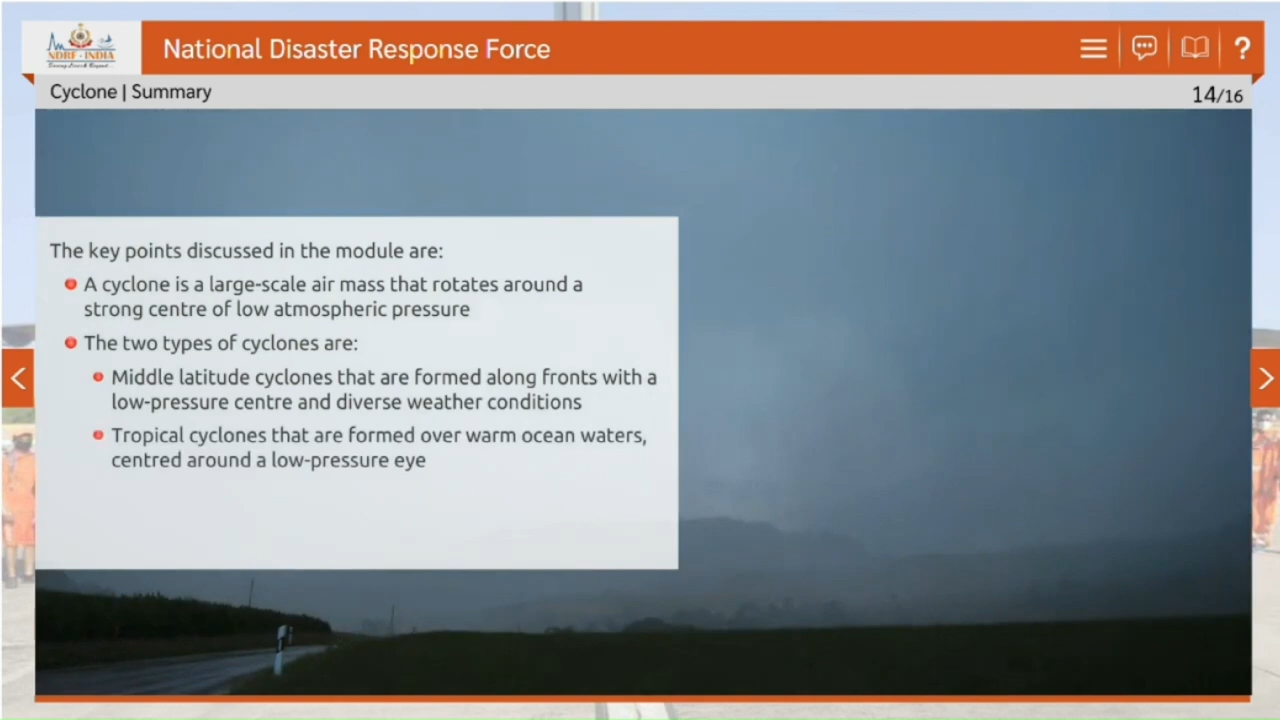 NDRF - INDIA
National Disaster Response Force
?
Cyclone | Summary
14/16
The key points discussed in the module are:
A cyclone is a large-scale air mass that rotates around a
strong centre of low atmospheric pressure
The two types of cyclones are:
Middle latitude cyclones that are formed along fronts with a
low-pressure centre and diverse weather conditions
Tropical cyclones that are formed over warm ocean waters,
centred around a low-pressure eye